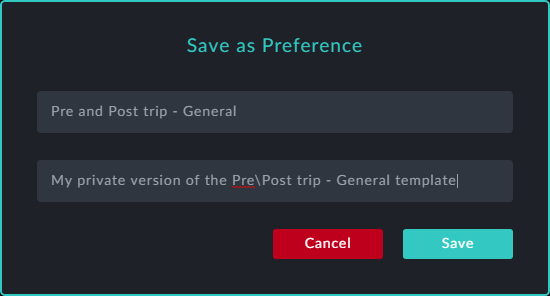 Save as Preference
Pre and Post trip - General
My private version of the Pre\Post trip - General template
Cancel
Save